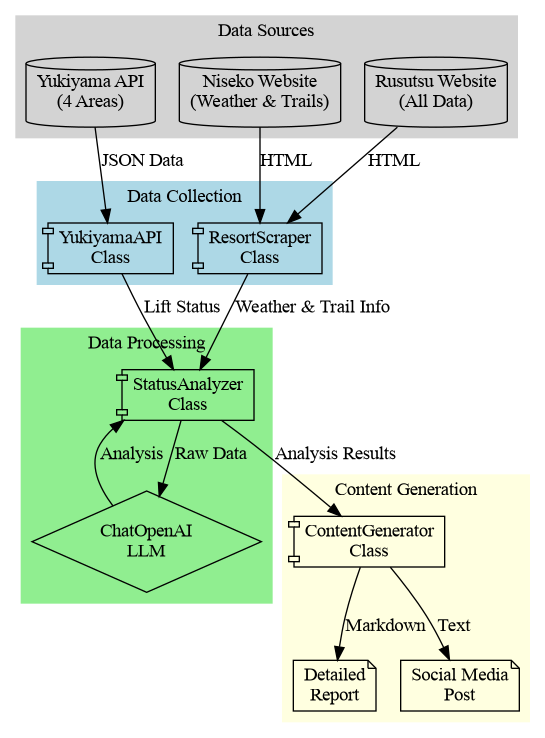 Data Sources
Yukiyama API
(4 Areas)
Niseko Website
(Weather & Trails)
Rusutsu Website
(All Data)
JSON Data
HTML
HTML
Data Collection
YukiyamaAPI
Class
ResortScraper
Class
Lift Status
Weather & Trail Info
Data Processing
StatusAnalyzer
Class
Analysis
Raw Data
Analysis Results
ChatOpenAI
LLM
Content Generation
ContentGenerator
Class
Markdown
Text
Detailed
Report
Social Media
Post